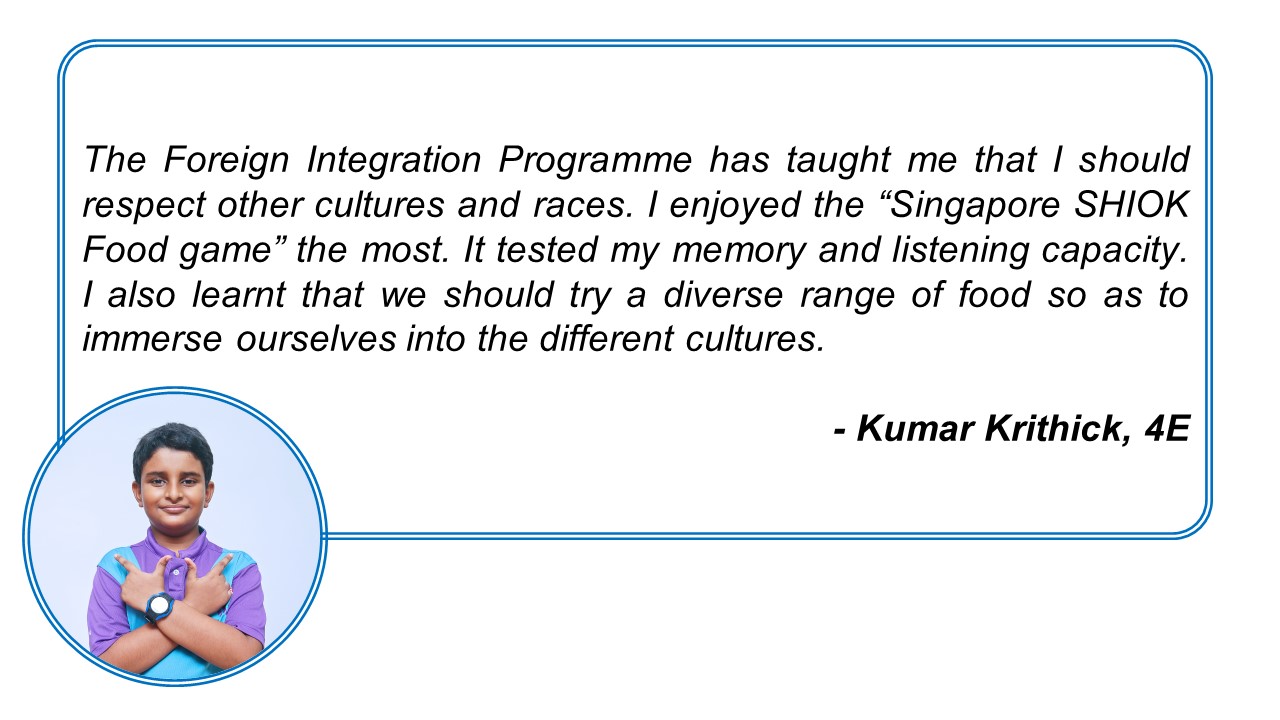 The Foreign Integration Programme has taught me that I should
respect other cultures and races. I enjoyed the “Singapore SHIOK
Food game” the most. It tested my memory and listening capacity.
I also learnt that we should try a diverse range of food so as to
immerse ourselves into the different cultures.
- Kumar Krithick, 4E